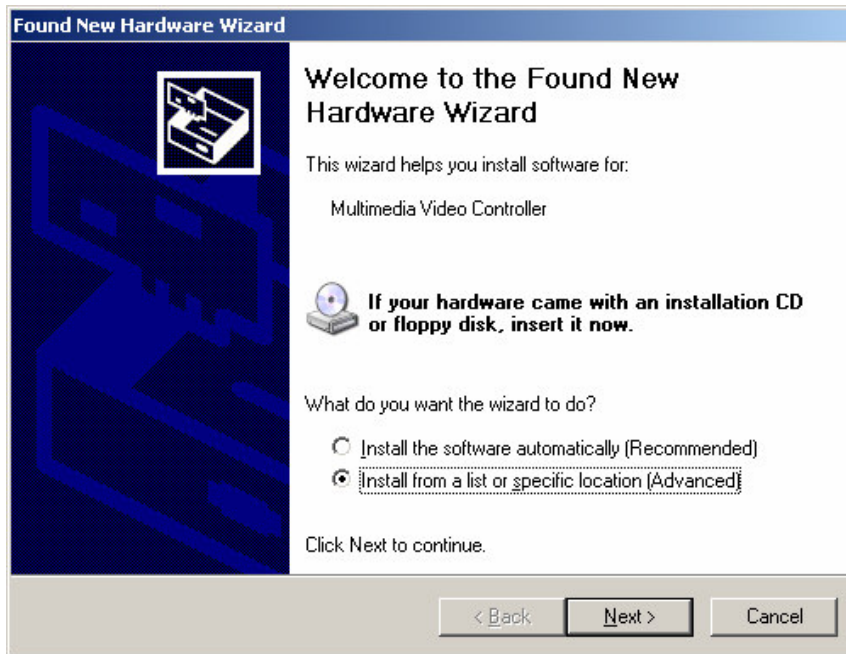 Found New Hardware Wizard
Welcome to the Found New
Hardware Wizard
This wizard helps you install software for:
Multimedia Video Controller
If your hardware came with an installation CD
or floppy disk, insert it now.
What do you want the wizard to do?
Install the software automatically (Recommended)
Install from a list or specific location (Advanced)
Click Next to continue.
< Back Next > Cancel